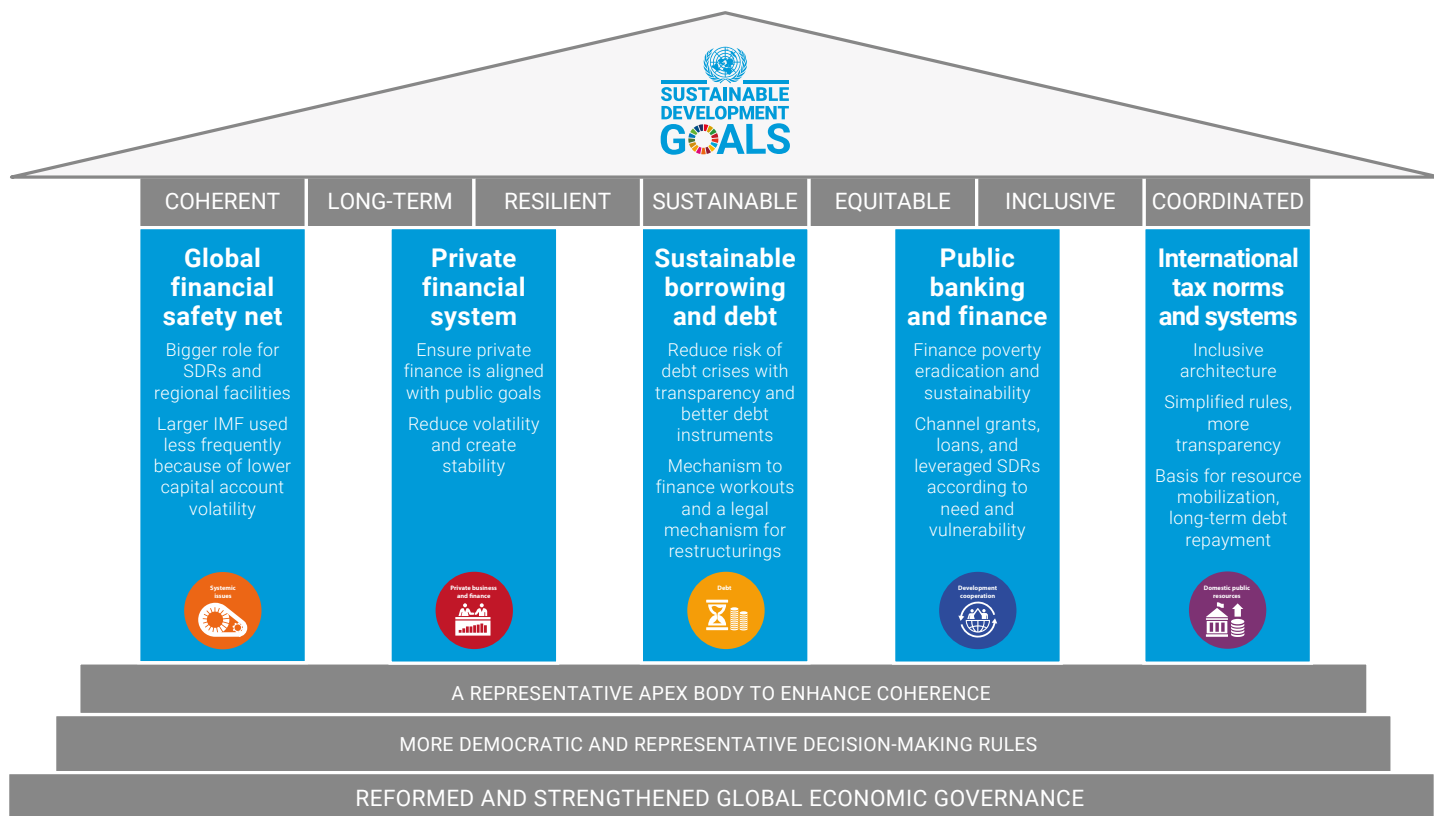 SUSTAINABLE
DEVELOPMENT
GOALS
COHERENT
LONG-TERM
RESILIENT
SUSTAINABLE
EQUITABLE
INCLUSIVE
COORDINATED
Global
financial
safety net
Bigger role for
SDRs and
regional facilities
Larger IMF used
less frequently
because of lower
capital account
volatility
Systemic
issues
Private
financial
system
Ensure private
finance is aligned
with public goals
Reduce volatility
and create
stability
Private business
and finance
Sustainable
borrowing
and debt
Reduce risk of
debt crises with
transparency and
better debt
instruments
Mechanism to
finance workouts
and a legal
mechanism for
restructurings
Debt
Public
banking
and finance
Finance poverty
eradication and
sustainability
Channel grants,
loans, and
leveraged SDRs
according to
need and
vulnerability
Development
cooperation
International
tax norms
and systems
Inclusive
architecture
Simplified rules,
more
transparency
Basis for resource
mobilization,
long-term debt
repayment
Domestic public
resources
A REPRESENTATIVE APEX BODY TO ENHANCE COHERENCE
MORE DEMOCRATIC AND REPRESENTATIVE DECISION-MAKING RULES
REFORMED AND STRENGTHENED GLOBAL ECONOMIC GOVERNANCE